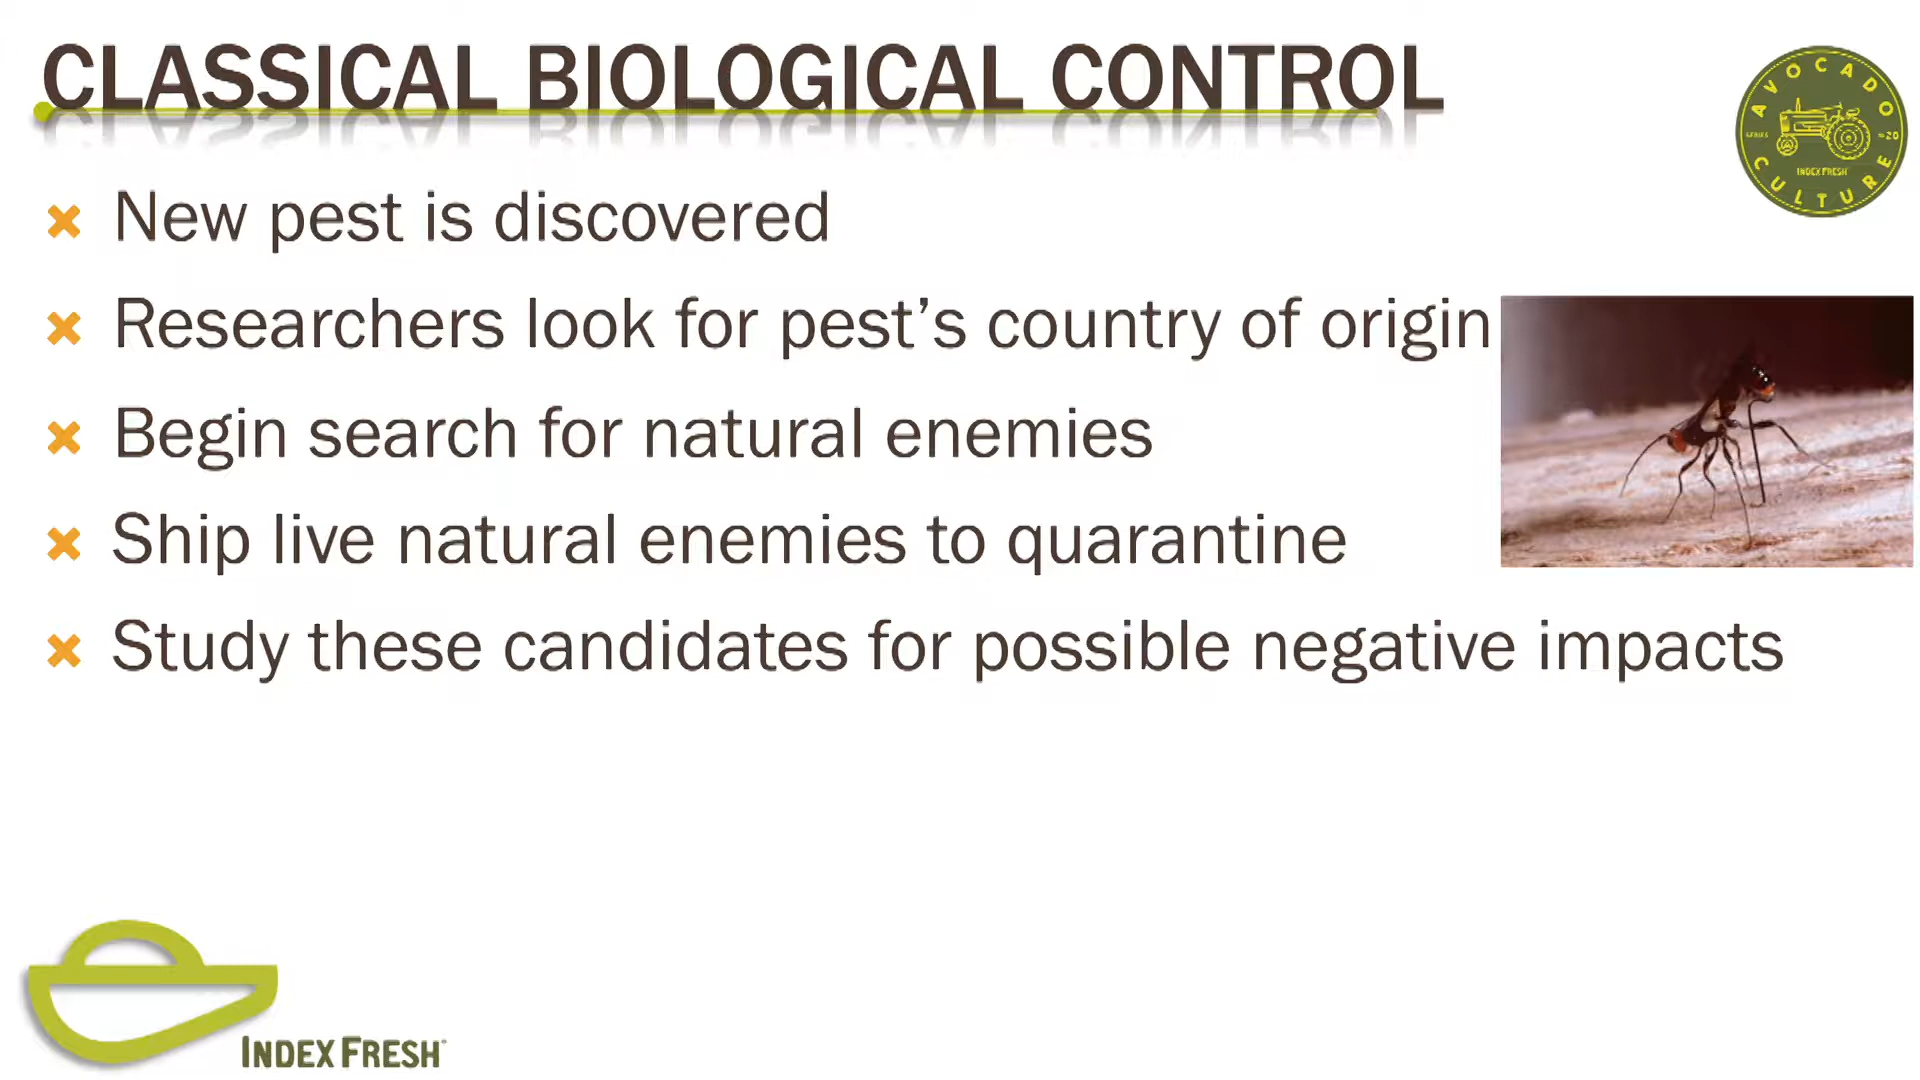 CLASSICAL BIOLOGICAL CONTROL
AVOCADO
SERIES
20
INDEX FRESH
CULTURE
New pest is discovered
Researchers look for pest’s country of origin
Begin search for natural enemies
Ship live natural enemies to quarantine
Study these candidates for possible negative impacts
INDEX FRESH